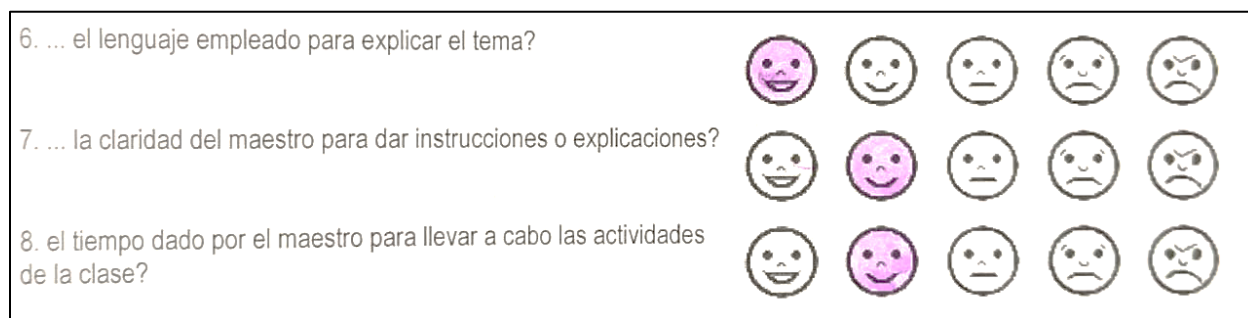 6. ... el lenguaje empleado para explicar el tema?
7. ... la claridad del maestro para dar instrucciones o explicaciones?
8. el tiempo dado por el maestro para llevar a cabo las actividades
de la clase?